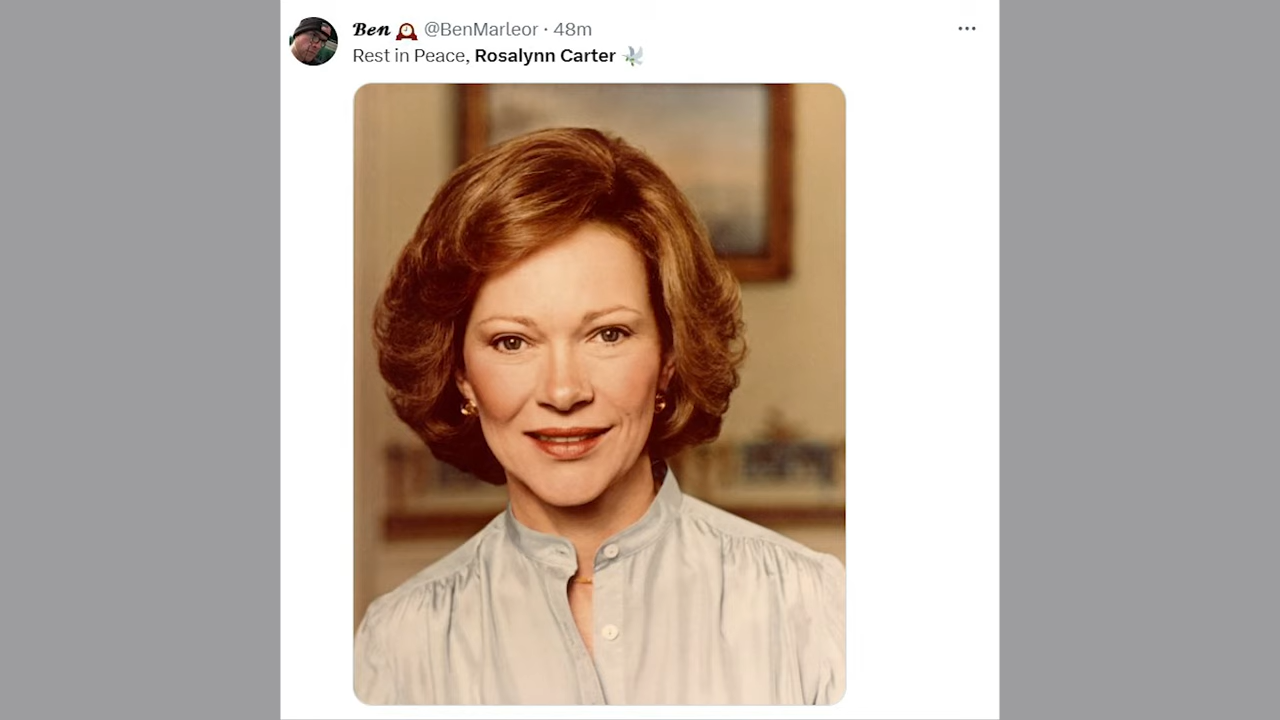 Ben 🕰️ @BenMarleor · 48m
Rest in Peace, Rosalynn Carter 🕊️